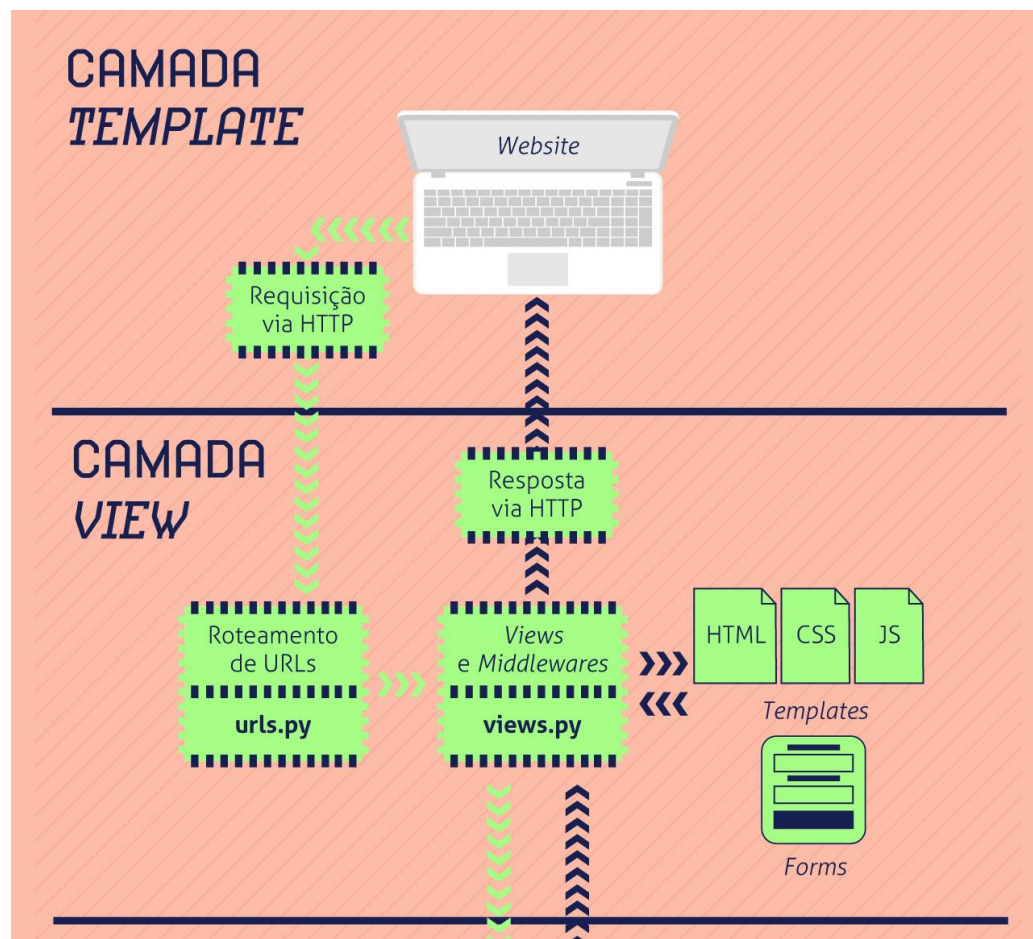 CAMADA
TEMPLATE
Website
Requisição
via HTTP
CAMADA
VIEW
Resposta
via HTTP
Roteamento
de URLs
urls.py
Views
e Middlewares
views.py
HTML
CSS
JS
Templates
Forms